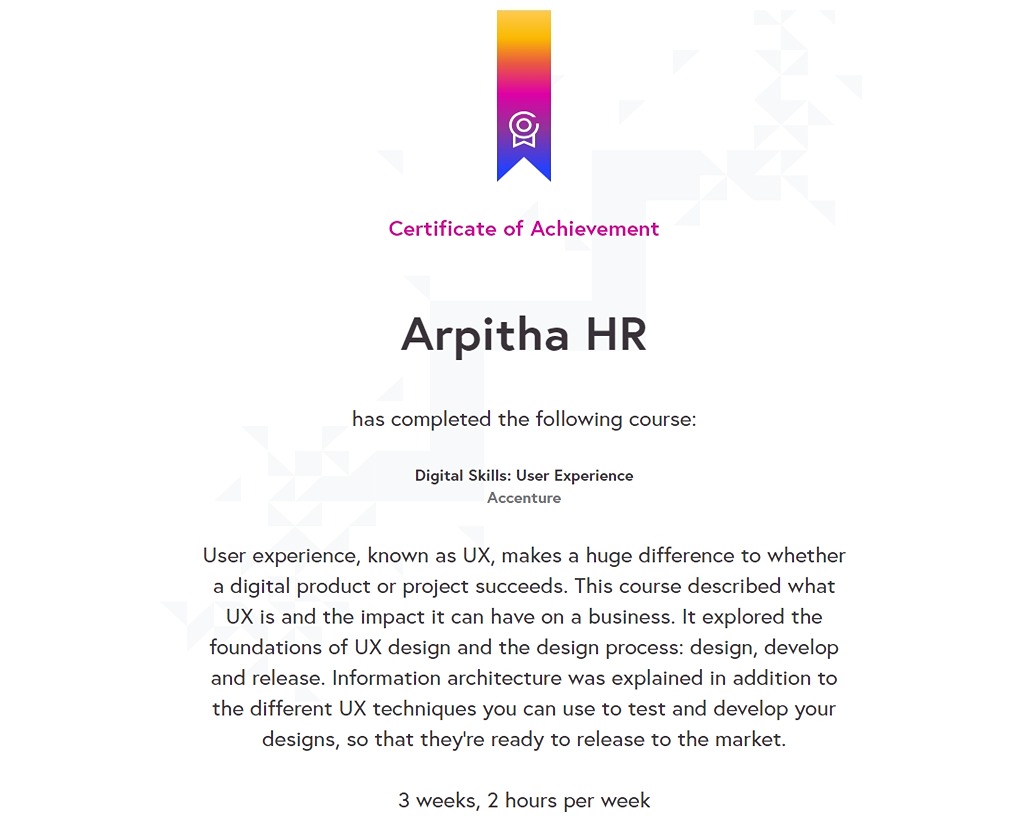 Certificate of Achievement
Arpitha HR
has completed the following course:
Digital Skills: User Experience
Accenture
User experience, known as UX, makes a huge difference to whether
a digital product or project succeeds. This course described what
UX is and the impact it can have on a business. It explored the
foundations of UX design and the design process: design, develop
and release. Information architecture was explained in addition to
the different UX techniques you can use to test and develop your
designs, so that they're ready to release to the market.
3 weeks, 2 hours per week